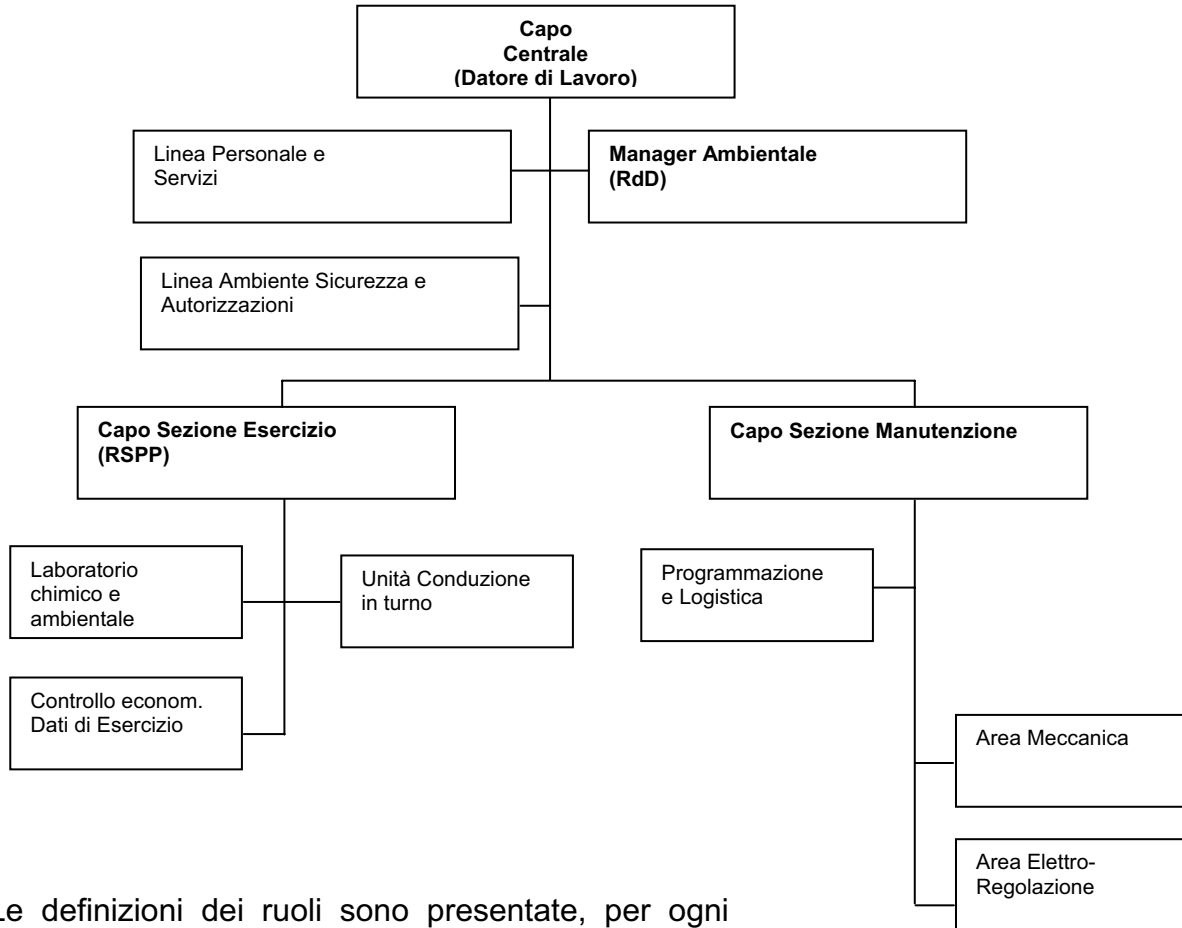 Capo
Centrale
(Datore di Lavoro)
Linea Personale e
Servizi
Manager Ambientale
(RdD)
Linea Ambiente Sicurezza e
Autorizzazioni
Capo Sezione Esercizio
(RSPP)
Capo Sezione Manutenzione
Laboratorio
chimico e
ambientale
Unità Conduzione
in turno
Programmazione
e Logistica
Controllo econom.
Dati di Esercizio
Area Meccanica
Area Elettro-
Regolazione
Le definizioni dei ruoli sono presentate, per ogni